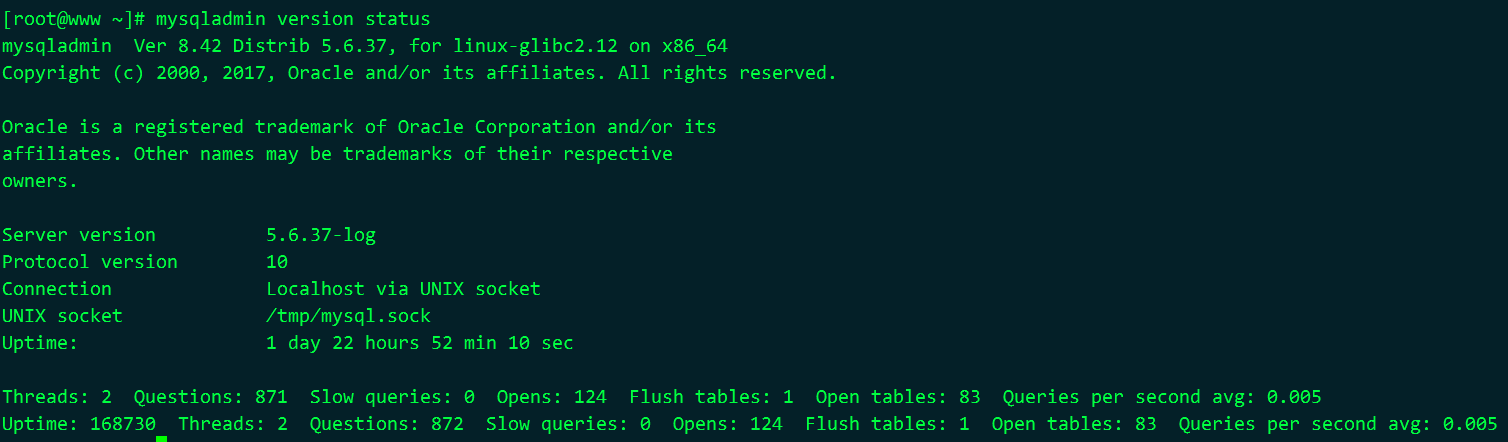 [root@www ~]# mysqladmin version status
mysqladmin  Ver 8.42 Distrib 5.6.37, for linux-glibc2.12 on x86_64
Copyright (c) 2000, 2017, Oracle and/or its affiliates. All rights reserved.
Oracle is a registered trademark of Oracle Corporation and/or its
affiliates. Other names may be trademarks of their respective
owners.
Server version          5.6.37-log
Protocol version        10
Connection              Localhost via UNIX socket
UNIX socket             /tmp/mysql.sock
Uptime:                 1 day 22 hours 52 min 10 sec
Threads: 2  Questions: 871  Slow queries: 0  Opens: 124  Flush tables: 1  Open tables: 83  Queries per second avg: 0.005
Uptime: 168730  Threads: 2  Questions: 872  Slow queries: 0  Opens: 124  Flush tables: 1  Open tables: 83  Queries per second avg: 0.005